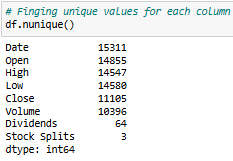 # Finging unique values for each column
df.nunique()
Date 15311
Open 14855
High 14547
Low 14580
Close 11105
Volume 10396
Dividends 64
Stock Splits 3
dtype: int64